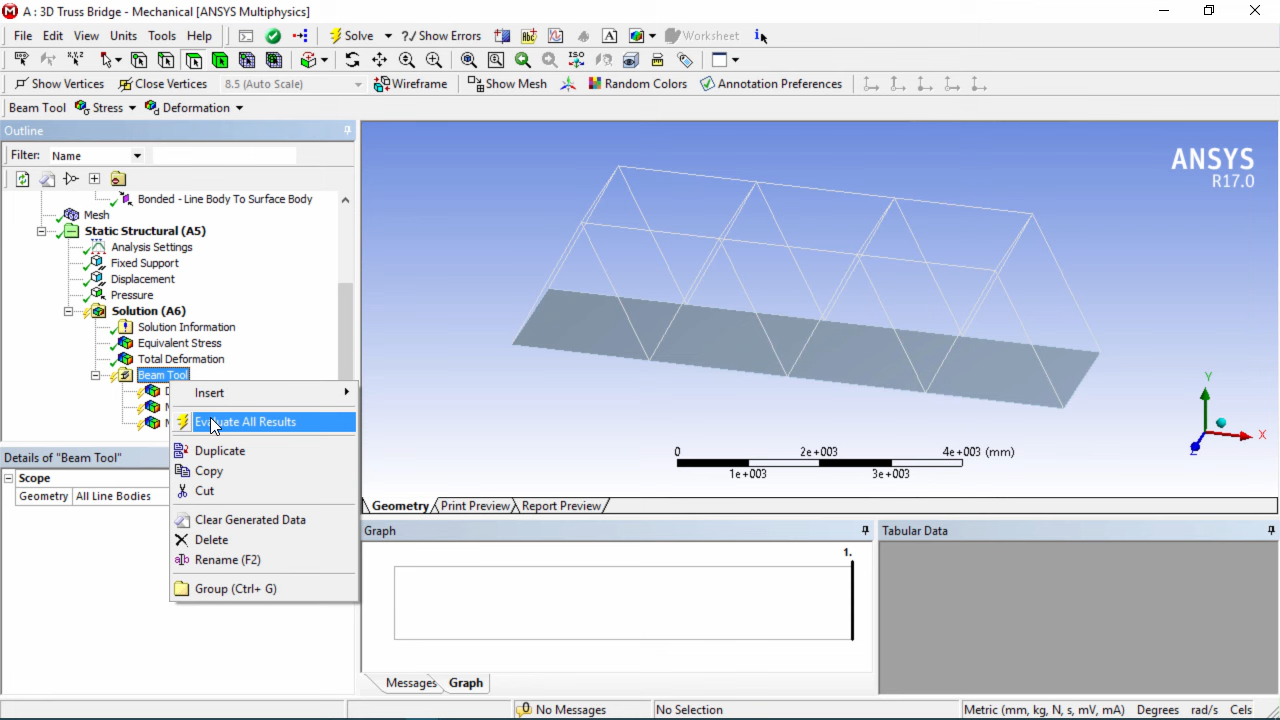 A : 3D Truss Bridge - Mechanical [ANSYS Multiphysics]
File Edit View Units Tools Help Solve ?/ Show Errors Worksheet
Show Vertices Close Vertices 8.5 (Auto Scale) Wireframe Show Mesh Random Colors Annotation Preferences
Beam Tool Stress Deformation
Outline
Filter: Name
Bonded - Line Body To Surface Body
Mesh
Static Structural (A5)
Analysis Settings
Fixed Support
Displacement
Pressure
Solution (A6)
Solution Information
Equivalent Stress
Total Deformation
Beam Tool
Insert
Evaluate All Results
Duplicate
Copy
Cut
Clear Generated Data
Delete
Rename (F2)
Group (Ctrl+ G)
Details of "Beam Tool"
Scope
Geometry All Line Bodies
ANSYS
R17.0
Y
X
Z
0 2e+003 4e+003 (mm)
1e+003 3e+003
Geometry Print Preview Report Preview
Graph
1.
Messages Graph
Tabular Data
0 No Messages No Selection Metric (mm, kg, N, s, mV, mA) Degrees rad/s Cels